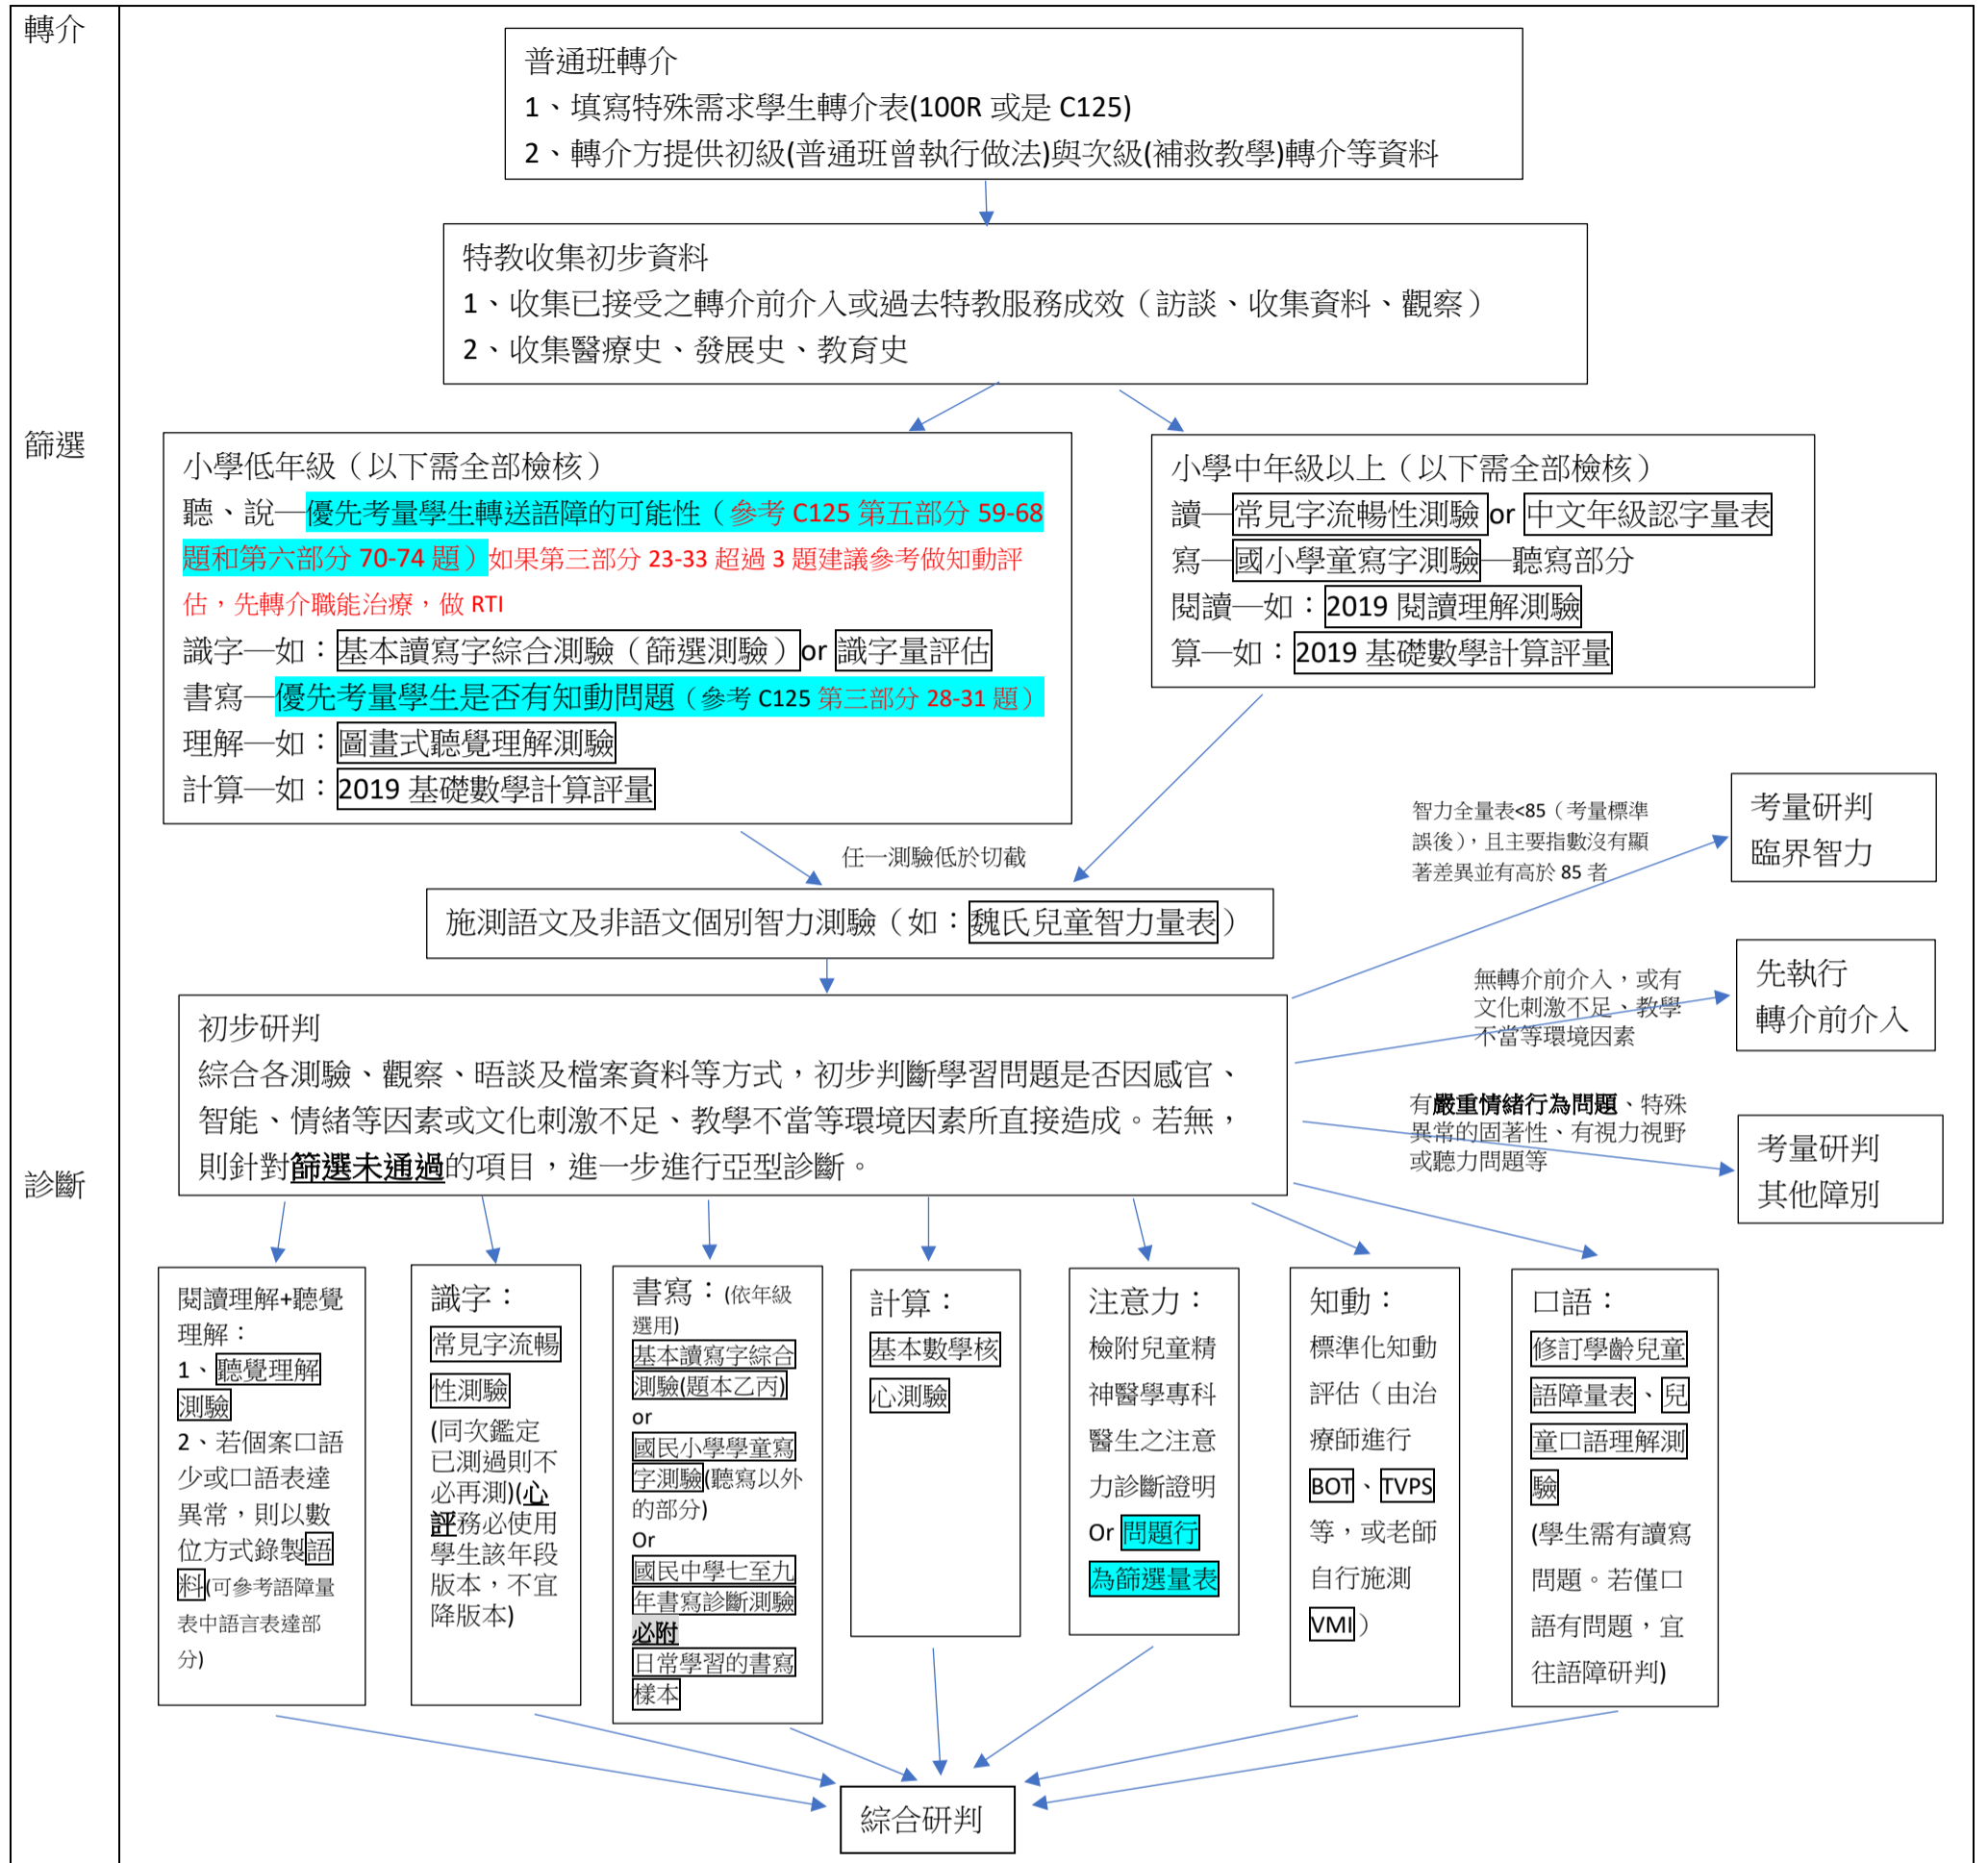 轉介
普通班轉介
1、填寫特殊需求學生轉介表(100R 或是 C125)
2、轉介方提供初級(普通班曾執行做法)與次級(補救教學)轉介等資料
特教收集初步資料
1、收集已接受之轉介前介入或過去特教服務成效（訪談、收集資料、觀察）
2、收集醫療史、發展史、教育史
篩選
小學低年級（以下需全部檢核）
聽、說—優先考量學生轉送語障的可能性（參考 C125 第五部分 59-68
題和第六部分 70-74 題）如果第三部分 23-33 超過 3 題建議參考做知動評
估，先轉介職能治療，做 RTI
識字—如：基本讀寫字綜合測驗（篩選測驗）or 識字量評估
書寫—優先考量學生是否有知動問題（參考 C125 第三部分 28-31 題）
理解—如：圖畫式聽覺理解測驗
計算—如：2019 基礎數學計算評量
小學中年級以上（以下需全部檢核）
讀—常見字流暢性測驗 or 中文年級認字量表
寫—國小學童寫字測驗—聽寫部分
閱讀—如：2019 閱讀理解測驗
算—如：2019 基礎數學計算評量
任一測驗低於切截
施測語文及非語文個別智力測驗（如：魏氏兒童智力量表）
智力全量表<85（考量標準
誤後），且主要指數沒有顯
著差異並有高於 85 者
考量研判
臨界智力
無轉介前介入，或有
文化刺激不足、教學
不當等環境因素
先執行
轉介前介入
有嚴重情緒行為問題、特殊
異常的固著性、有視力視野
或聽力問題等
考量研判
其他障別
診斷
初步研判
綜合各測驗、觀察、晤談及檔案資料等方式，初步判斷學習問題是否因感官、
智能、情緒等因素或文化刺激不足、教學不當等環境因素所直接造成。若無，
則針對篩選未通過的項目，進一步進行亞型診斷。
閱讀理解+聽覺
理解：
1、聽覺理解
測驗
2、若個案口語
少或口語表達
異常，則以數
位方式錄製語
料(可參考語障量
表中語言表達部
分)
識字：
常見字流暢
性測驗
(同次鑑定
已測過則不
必再測)(心
評務必使用
學生該年段
版本，不宜
降版本)
書寫：(依年級
選用)
基本讀寫字綜合
測驗(題本乙丙)
or
國民小學學童寫
字測驗(聽寫以外
的部分)
Or
國民中學七至九
年書寫診斷測驗
必附
日常學習的書寫
樣本
計算：
基本數學核
心測驗
注意力：
檢附兒童精
神醫學專科
醫生之注意
力診斷證明
Or 問題行
為篩選量表
知動：
標準化知動
評估（由治
療師進行
BOT、TVPS
等，或老師
自行施測
VMI）
口語：
修訂學齡兒童
語障量表、兒
童口語理解測
驗
(學生需有讀寫
問題。若僅口
語有問題，宜
往語障研判)
綜合研判